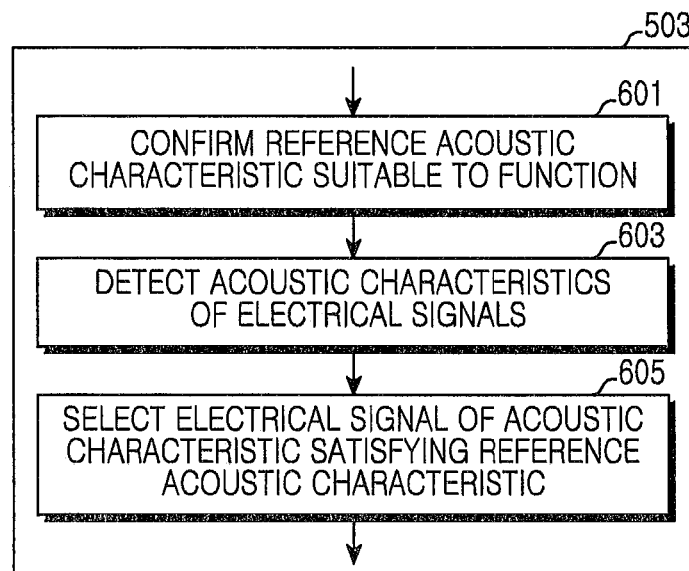 503
601
CONFIRM REFERENCE ACOUSTIC
CHARACTERISTIC SUITABLE TO FUNCTION
603
DETECT ACOUSTIC CHARACTERISTICS
OF ELECTRICAL SIGNALS
605
SELECT ELECTRICAL SIGNAL OF ACOUSTIC
CHARACTERISTIC SATISFYING REFERENCE
ACOUSTIC CHARACTERISTIC